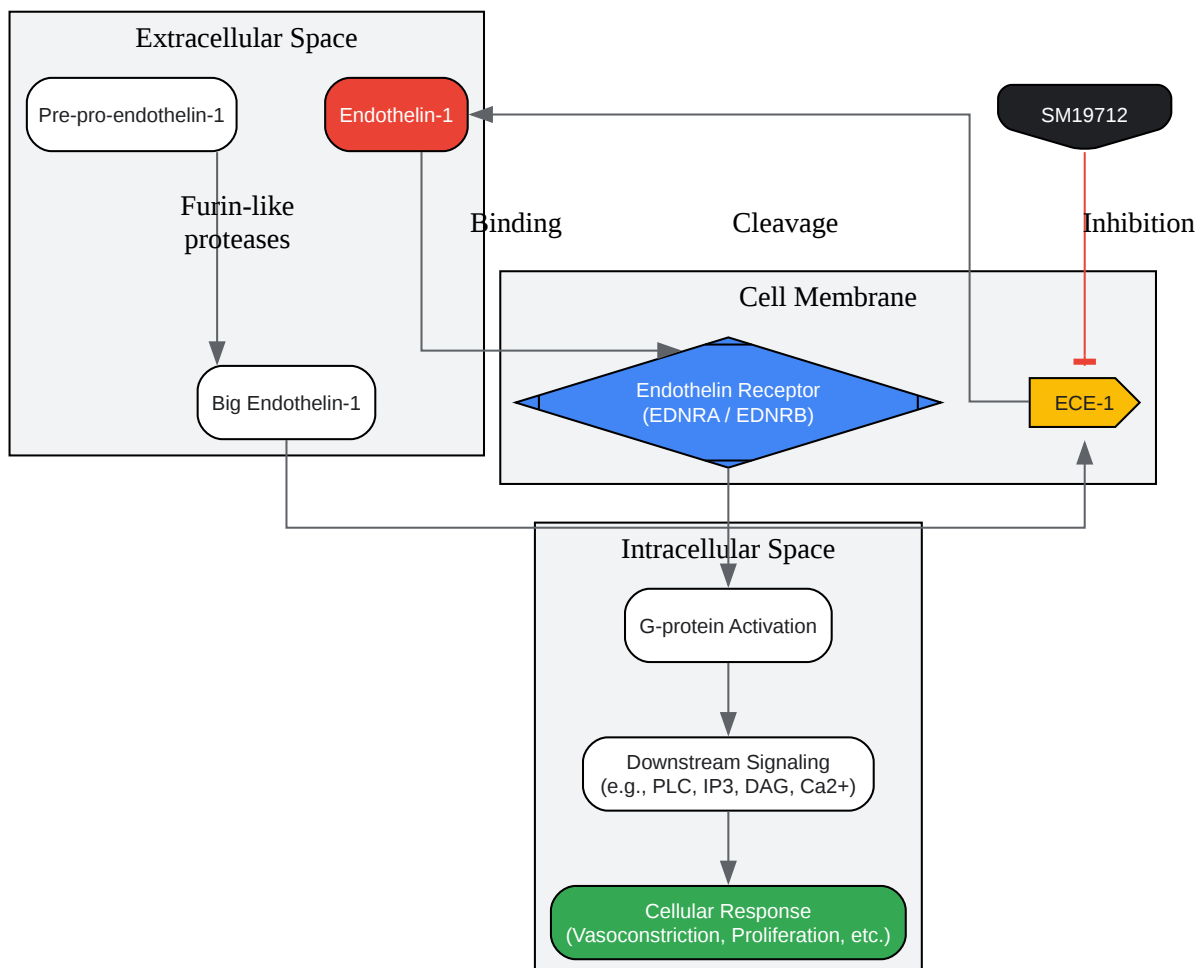 Extracellular Space
Pre-pro-endothelin-1
Endothelin-1
SM19712
Furin-like
proteases
Binding
Cleavage
Inhibition
Cell Membrane
Endothelin Receptor
(EDNRA / EDNRB)
ECE-1
Big Endothelin-1
Intracellular Space
G-protein Activation
Downstream Signaling
(e.g., PLC, IP3, DAG, Ca2+)
Cellular Response
(Vasoconstriction, Proliferation, etc.)